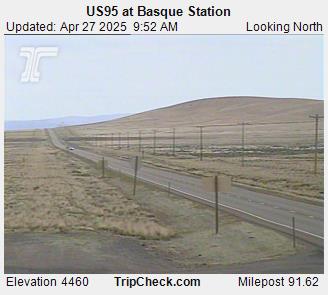 US95 at Basque Station
Updated: Apr 27 2025  9:52 AM
Looking North
Elevation 4460
TripCheck.com
Milepost 91.62